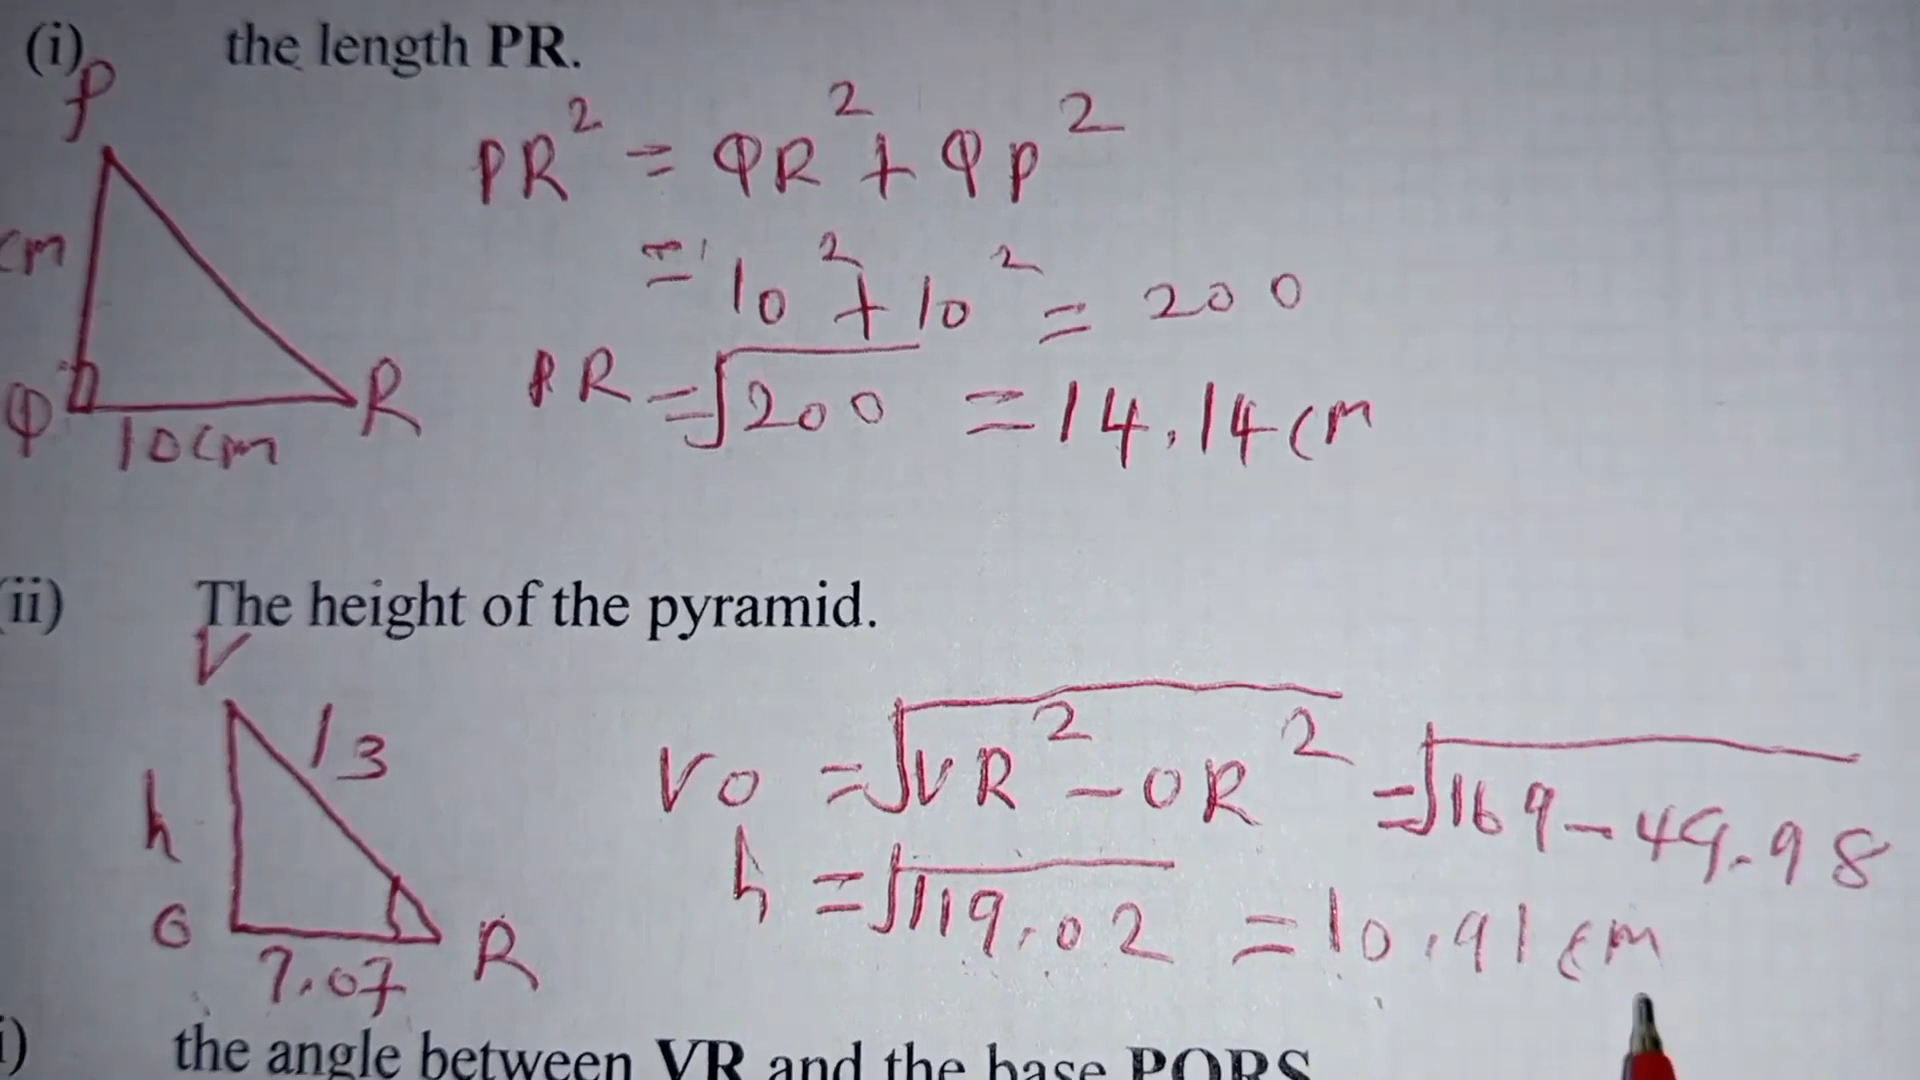 (i) the length PR.
P
PR² = QR² + QP²
cm
= 10² + 10² = 200
PR = √200 = 14.14cm
Q 10cm R
(ii) The height of the pyramid.
V
13
h
VO = √VR² - OR² = √169 - 49.98
h = √119.02 = 10.91cm
O 7.07 R
i) the angle between VR and the base PQRS